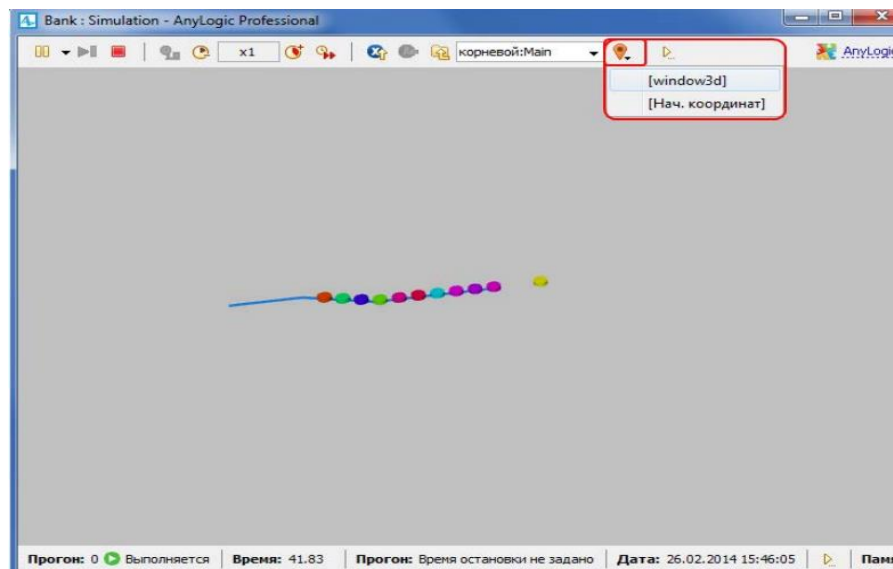 Bank : Simulation - AnyLogic Professional
x1 корневой:Main AnyLogic
[window3d]
[Нач. координат]
Прогон: 0 Выполняется Время: 41.83 Прогон: Время остановки не задано Дата: 26.02.2014 15:46:05 Пам